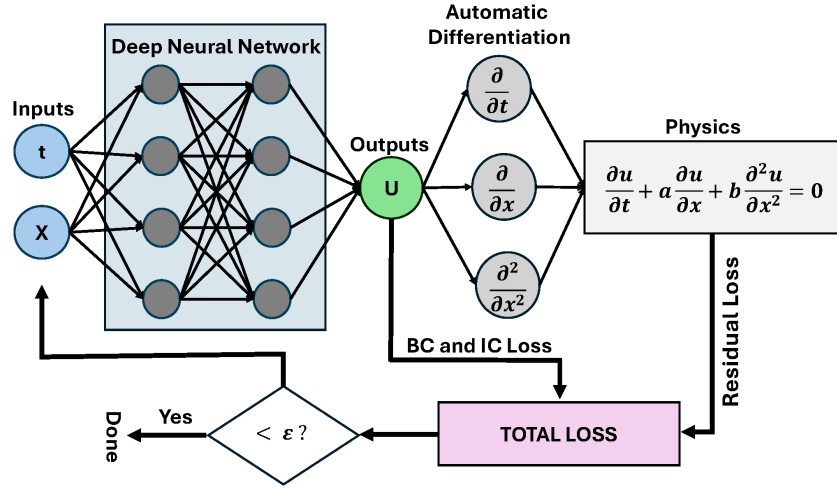 Automatic
Differentiation
Deep Neural Network
Inputs
t
X
Outputs
U
∂/∂t
∂/∂x
∂²/∂x²
Physics
∂u/∂t + a ∂u/∂x + b ∂²u/∂x² = 0
BC and IC Loss
Residual Loss
TOTAL LOSS
< ε ?
Yes
Done